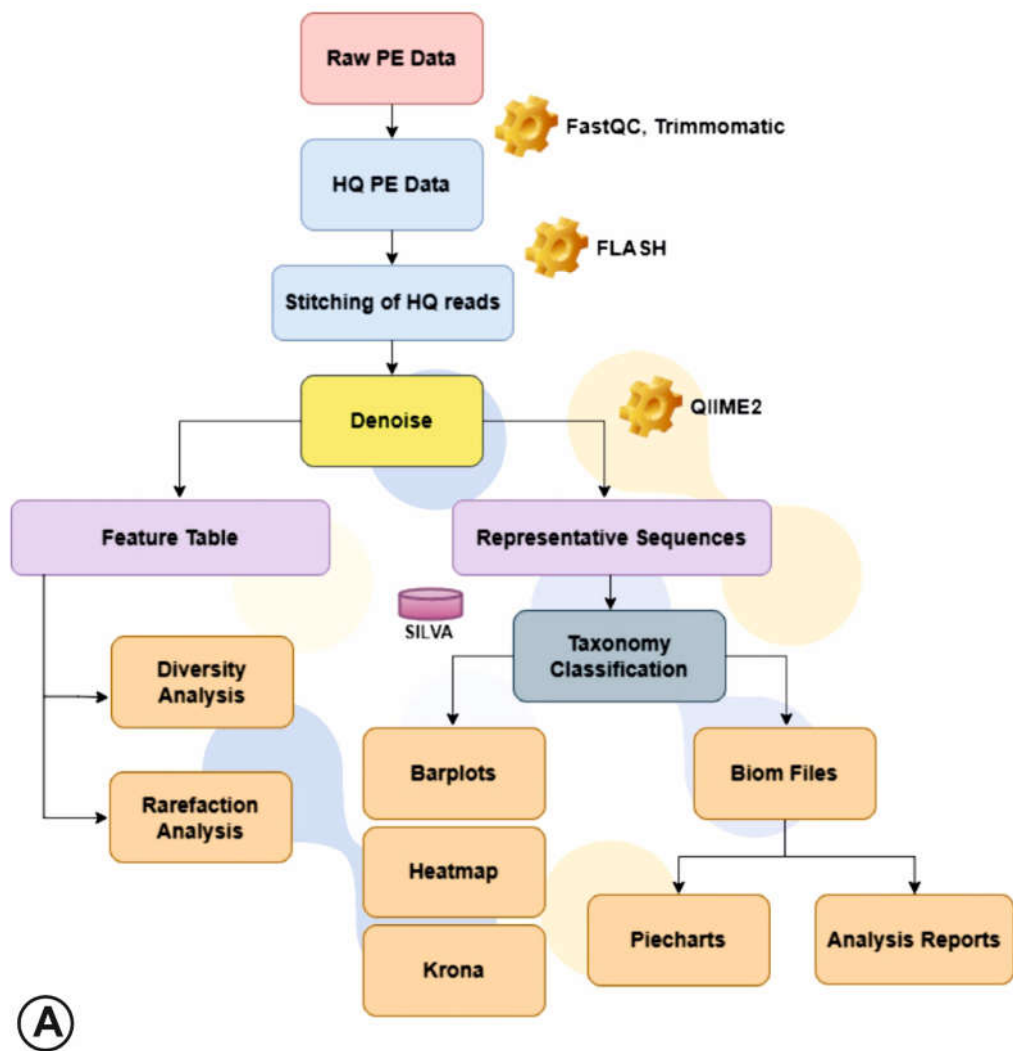 Raw PE Data
FastQC, Trimmomatic
HQ PE Data
FLASH
Stitching of HQ reads
Denoise
QIIME2
Feature Table
Representative Sequences
SILVA
Taxonomy
Classification
Diversity
Analysis
Barplots
Biom Files
Rarefaction
Analysis
Heatmap
Piecharts
Analysis Reports
Krona
A